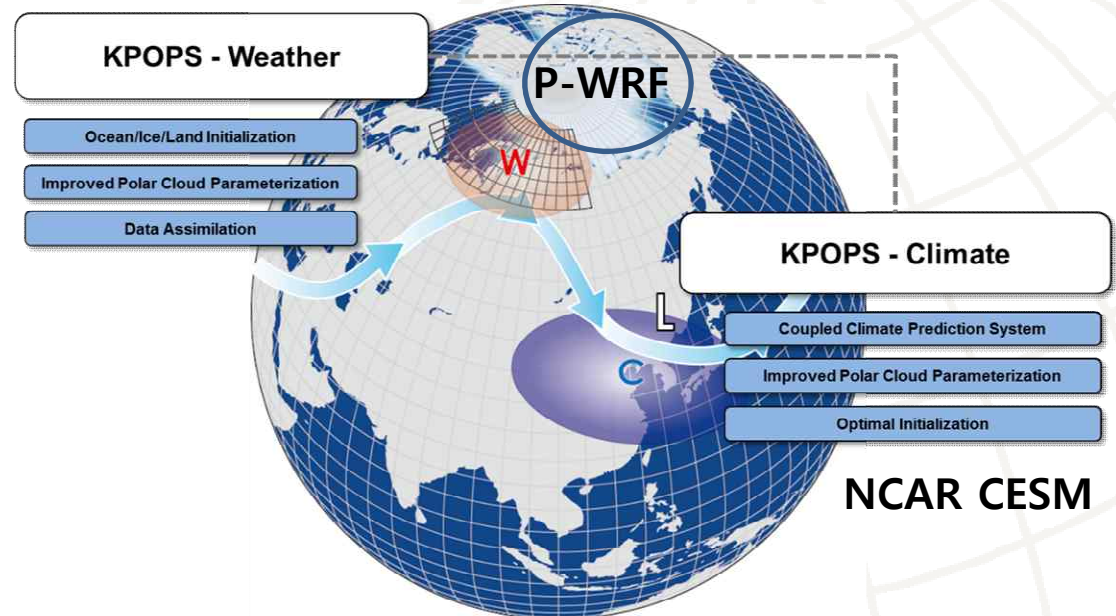 KPOPS - Weather
P-WRF
Ocean/Ice/Land Initialization
Improved Polar Cloud Parameterization
Data Assimilation
W
KPOPS - Climate
L
Coupled Climate Prediction System
C
Improved Polar Cloud Parameterization
Optimal Initialization
NCAR CESM